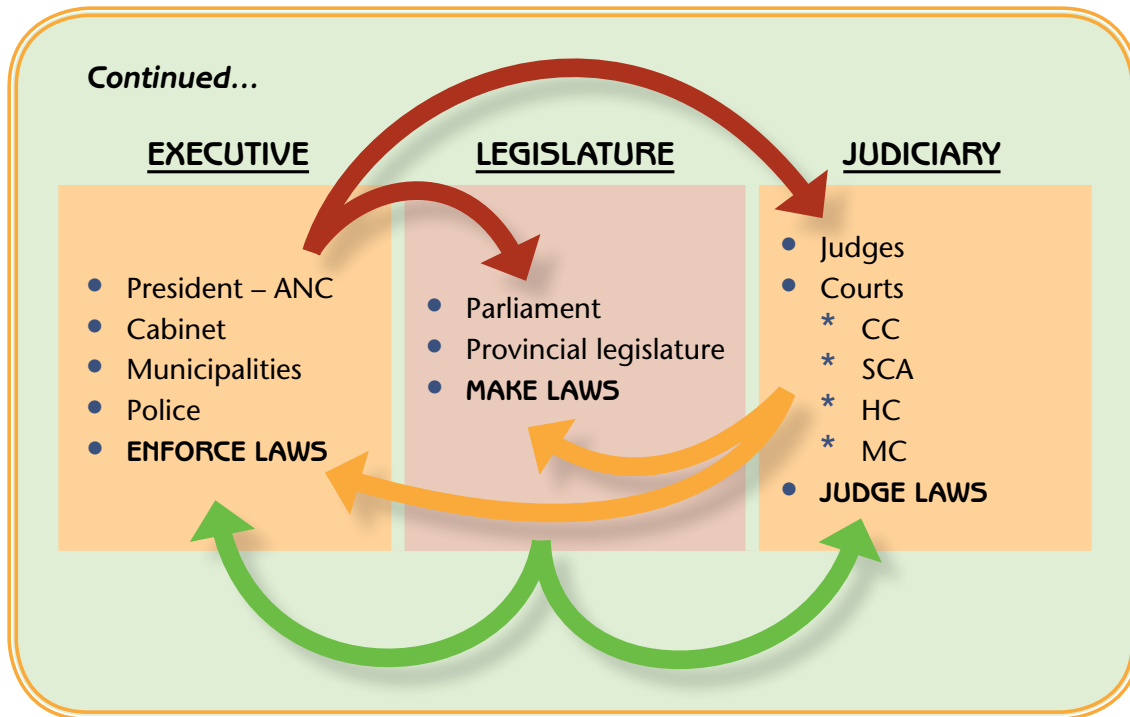 Continued...
EXECUTIVE
• President – ANC
• Cabinet
• Municipalities
• Police
• ENFORCE LAWS
LEGISLATURE
• Parliament
• Provincial legislature
• MAKE LAWS
JUDICIARY
• Judges
• Courts
* CC
* SCA
* HC
* MC
• JUDGE LAWS